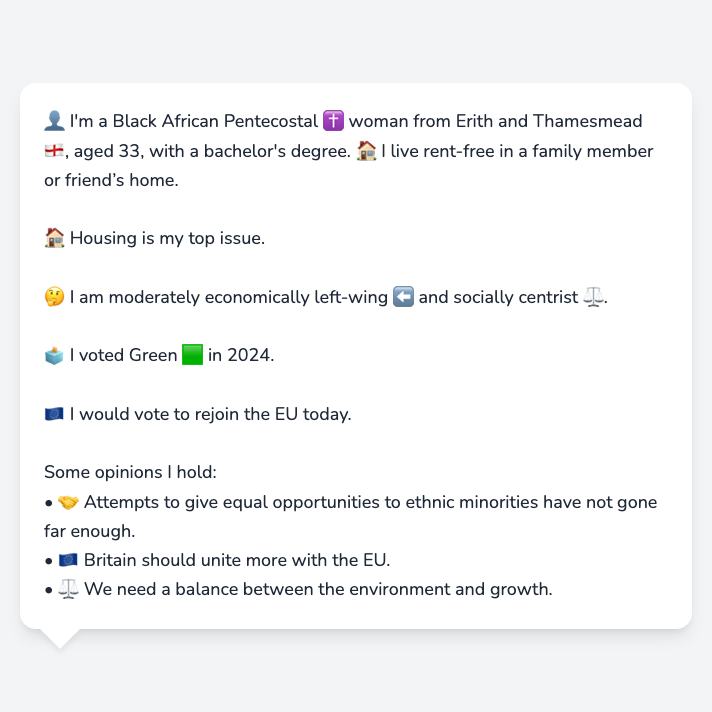 👤 I'm a Black African Pentecostal ✝️ woman from Erith and Thamesmead
🏴󠁧󠁢󠁥󠁮󠁧󠁿, aged 33, with a bachelor's degree. 🏠 I live rent-free in a family member
or friend’s home.
🏠 Housing is my top issue.
🤔 I am moderately economically left-wing ⬅️ and socially centrist ⚖️.
🗳️ I voted Green 🟩 in 2024.
🇪🇺 I would vote to rejoin the EU today.
Some opinions I hold:
• 🤝 Attempts to give equal opportunities to ethnic minorities have not gone
far enough.
• 🇪🇺 Britain should unite more with the EU.
• ⚖️ We need a balance between the environment and growth.